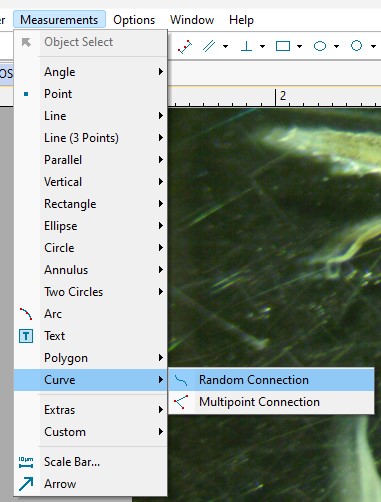 er Measurements Options Window Help
Object Select
OS
Angle
Point
2
Line
Line (3 Points)
Parallel
Vertical
Rectangle
Ellipse
Circle
Annulus
Two Circles
Arc
T Text
Polygon
Curve
Random Connection
Multipoint Connection
Extras
Custom
10µm Scale Bar...
Arrow